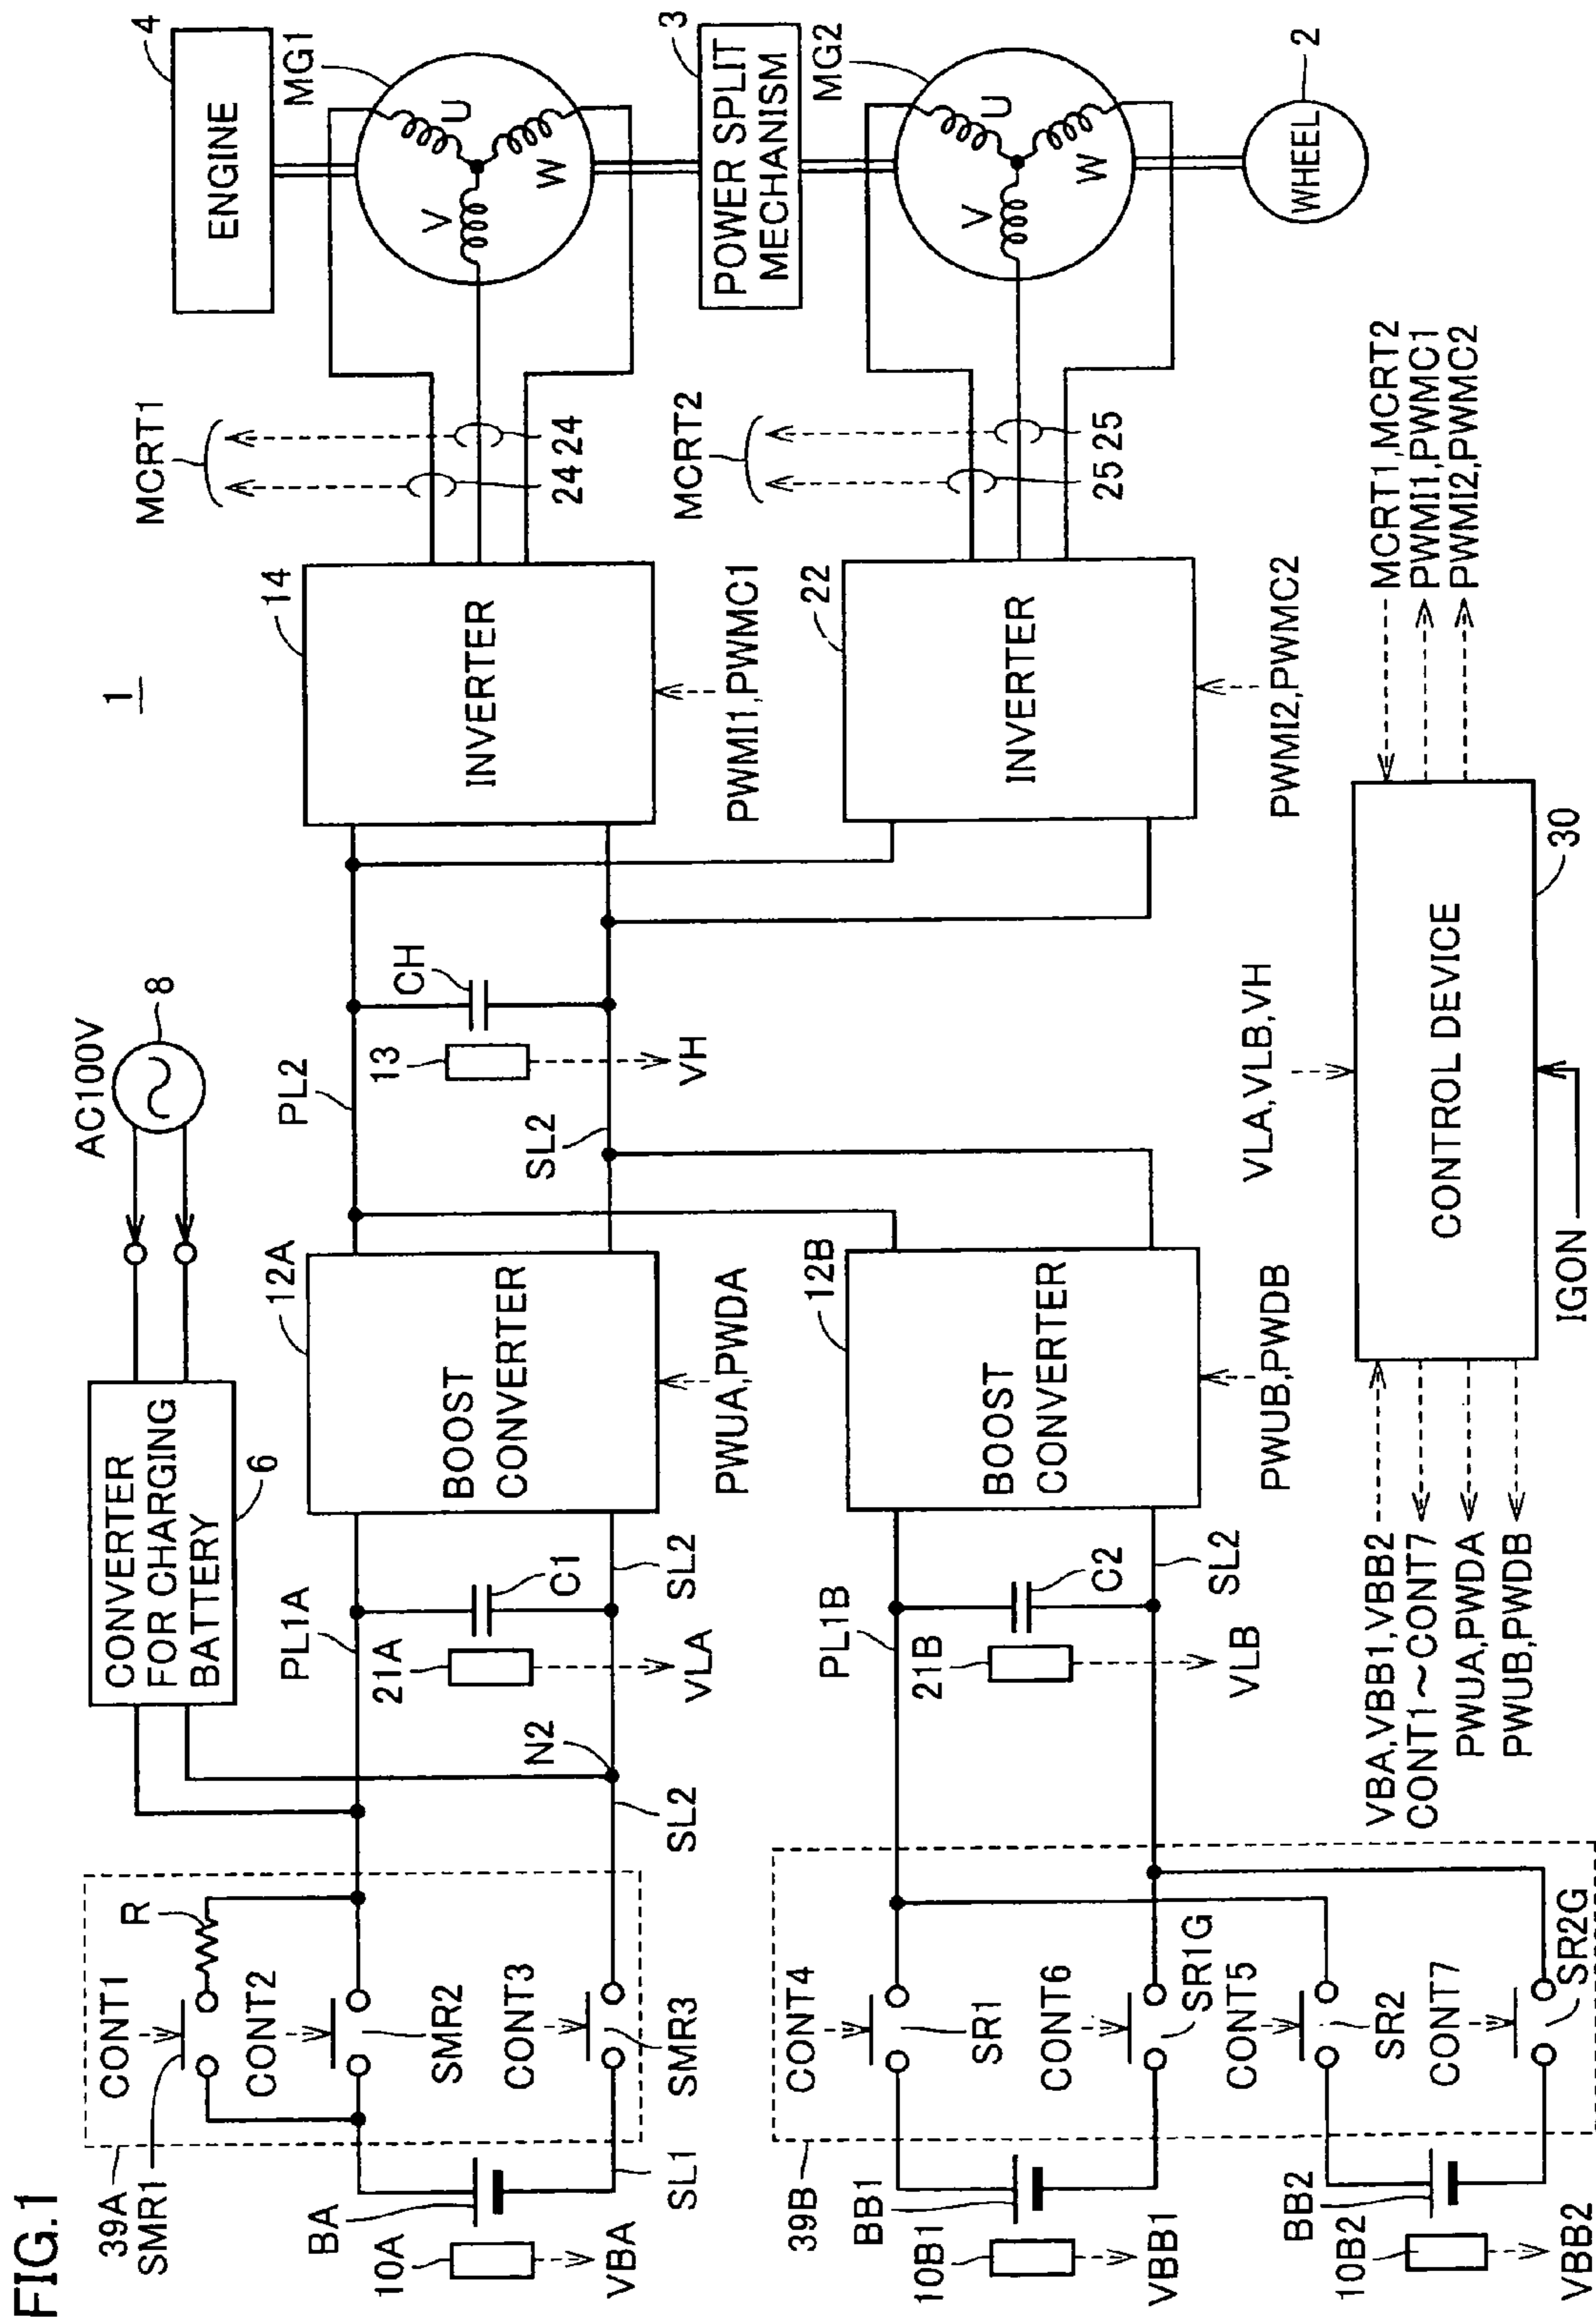 FIG.1
1
39A
SMR1
CONT1
R
CONT2
SMR2
CONT3
SMR3
BA
10A
VBA
SL1
CONVERTER
FOR CHARGING
BATTERY
6
AC100V
8
PL1A
21A
C1
VLA
N2
SL2
SL2
12A
BOOST
CONVERTER
PWUA,PWDA
PL2
SL2
13
CH
VH
14
INVERTER
PWMI1,PWMC1
MCRT1
24
24
4
ENGINE
MG1
U
V
W
3
POWER SPLIT
MECHANISM
39B
BB1
10B1
VBB1
CONT4
SR1
CONT6
SR1G
CONT5
SR2
CONT7
SR2G
BB2
10B2
VBB2
PL1B
21B
C2
VLB
SL2
12B
BOOST
CONVERTER
PWUB,PWDB
22
INVERTER
PWMI2,PWMC2
MCRT2
25
25
MG2
U
V
W
WHEEL
2
VLA,VLB,VH
VBA,VBB1,VBB2
CONT1~CONT7
PWUA,PWDA
PWUB,PWDB
CONTROL DEVICE
30
IGON
MCRT1,MCRT2
PWMI1,PWMC1
PWMI2,PWMC2